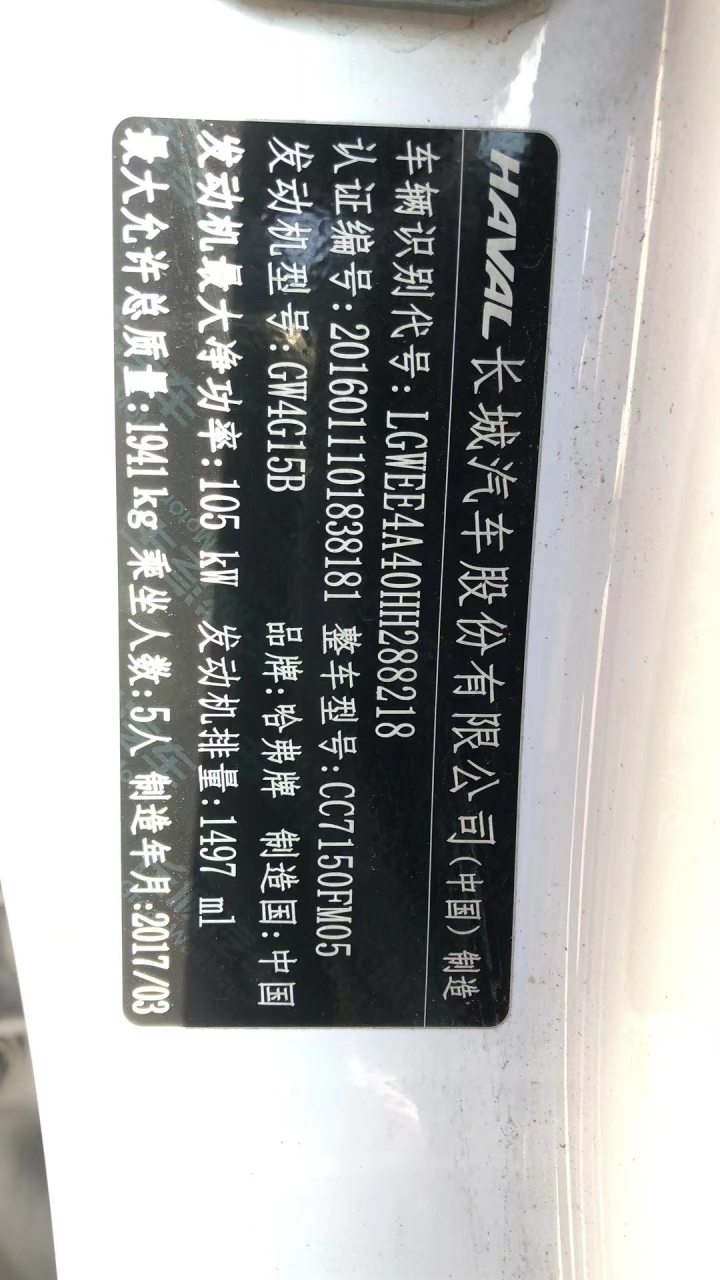 HAVAL 长城汽车股份有限公司(中国)制造
车辆识别代号:LGWEE4A40HH288218
认证编号:2016011101838181 整车型号:CC7150FM05
发动机型号:GW4G15B 品牌:哈弗牌 制造国:中国
发动机最大净功率:105 kW 发动机排量:1497 ml
最大允许总质量:1941kg 乘坐人数:5人 制造年月:2017/03